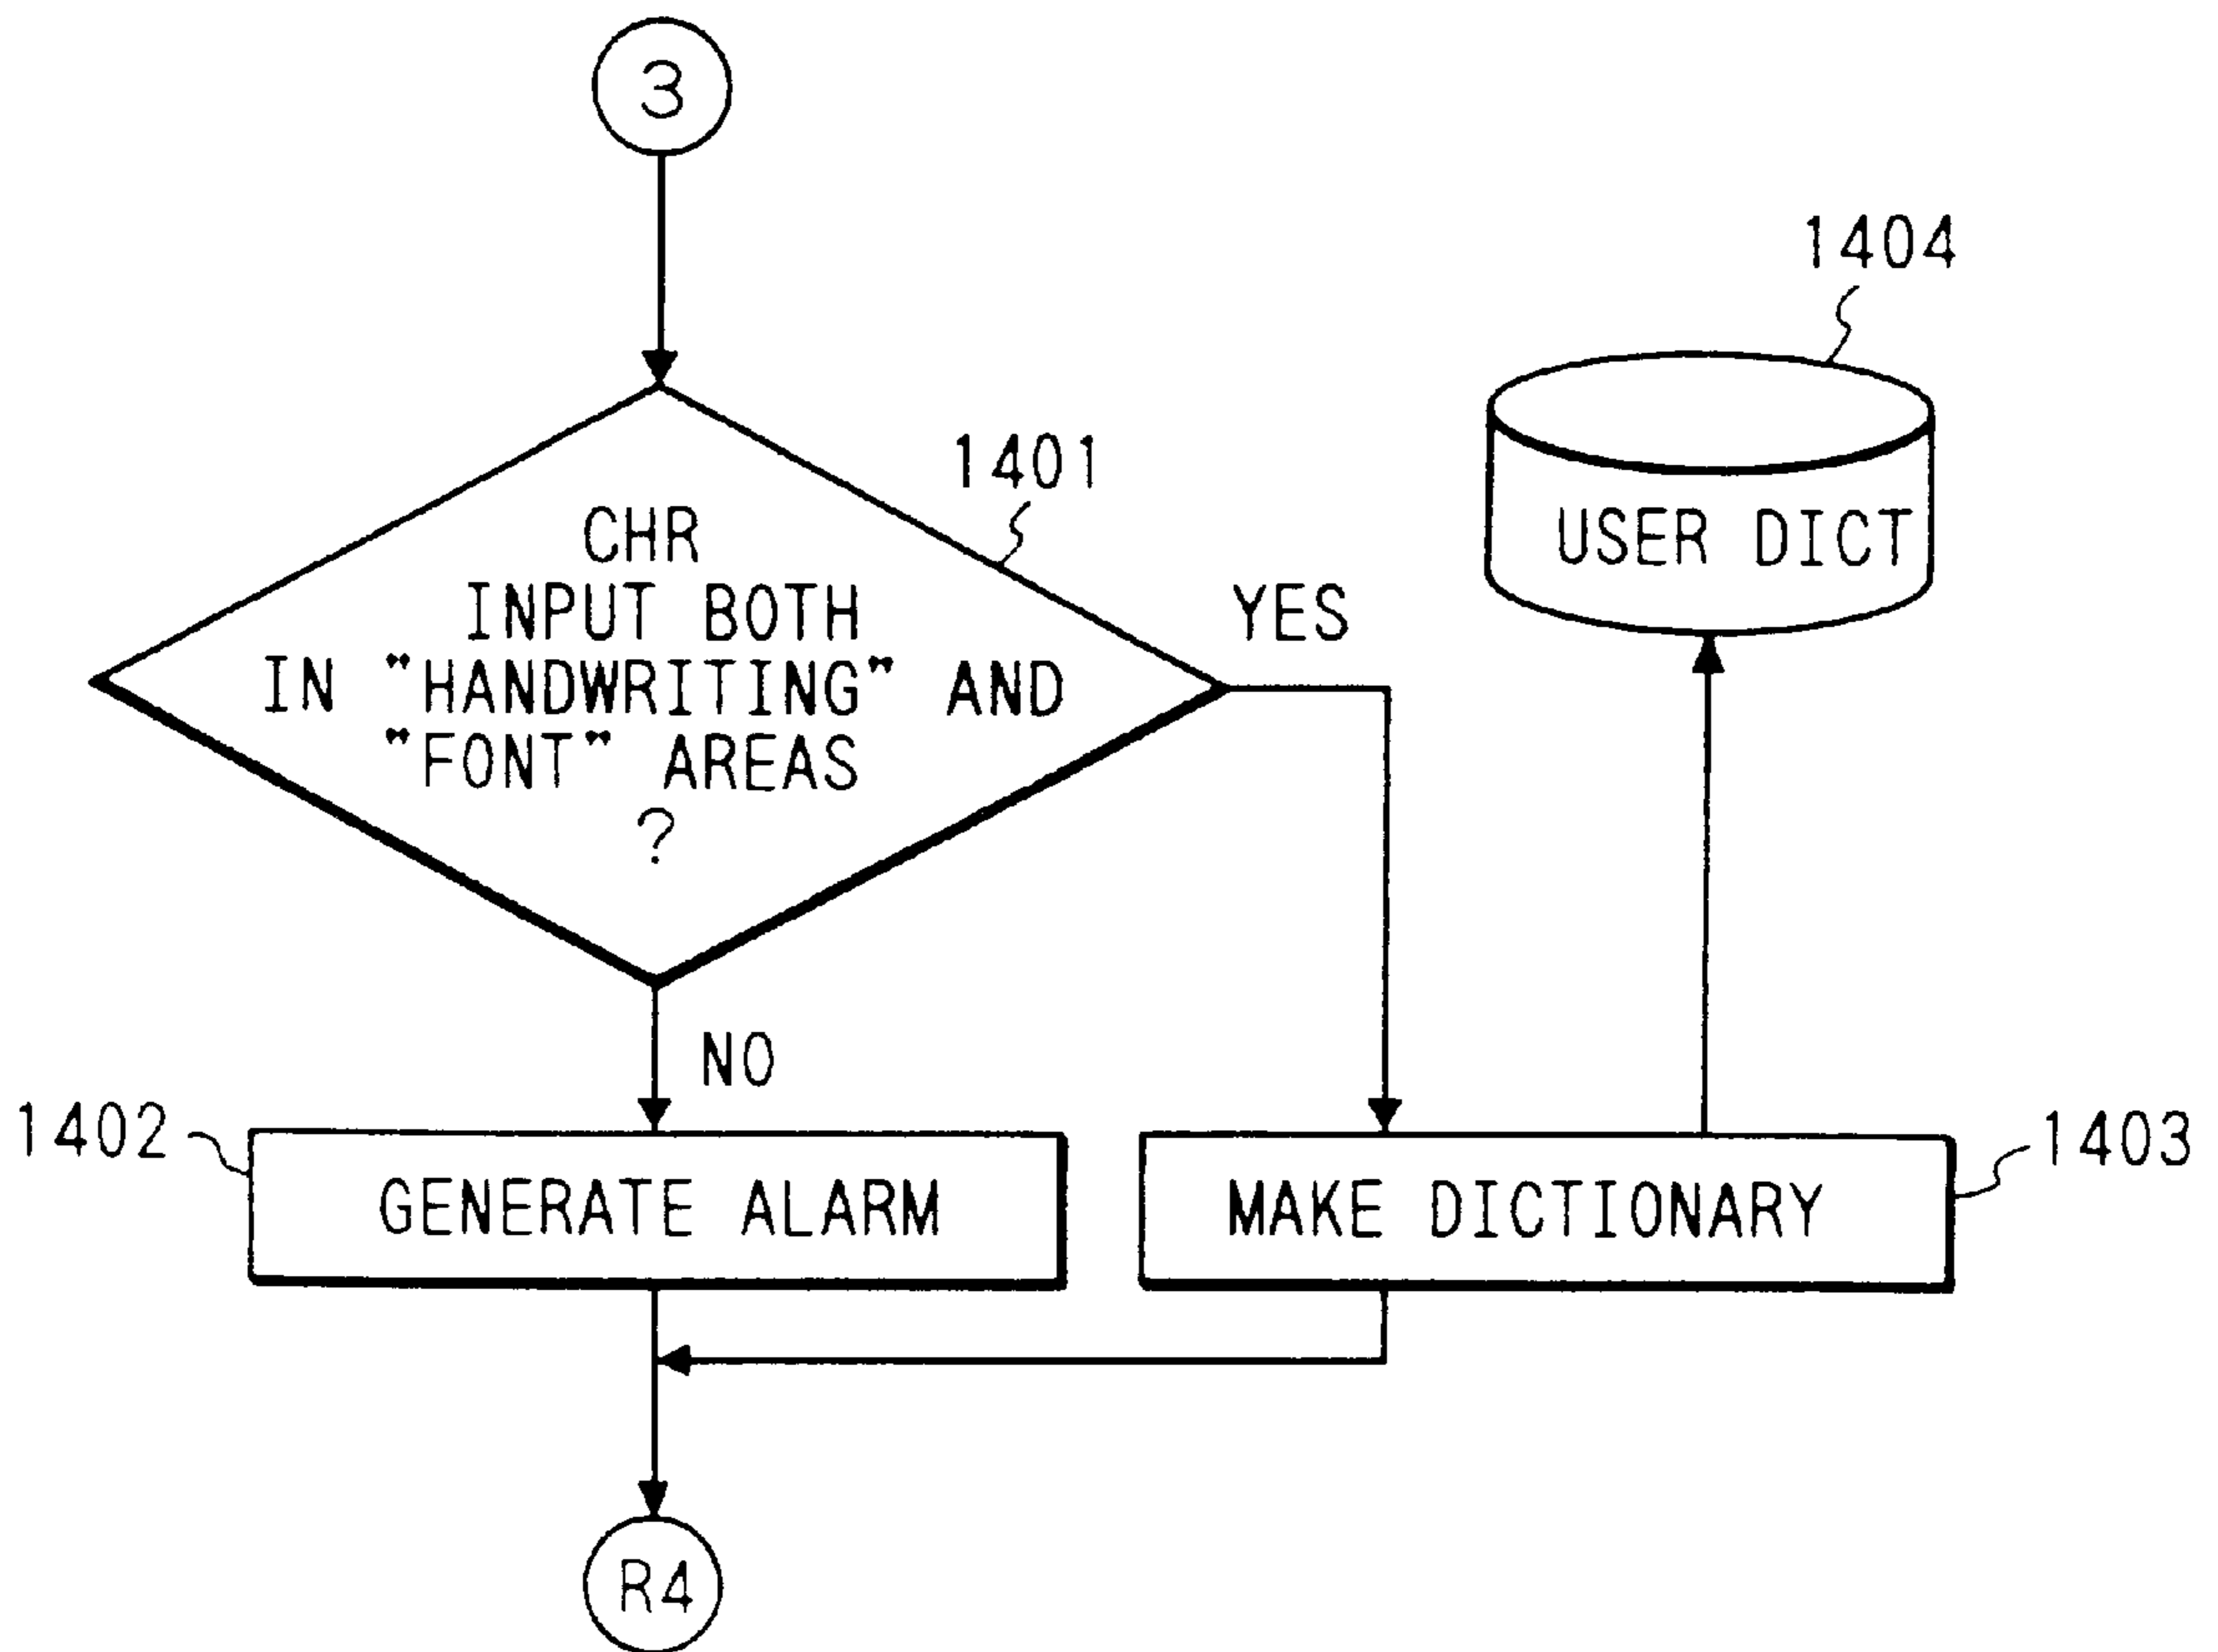 3
1404
1401
CHR
INPUT BOTH
IN "HANDWRITING" AND
"FONT" AREAS
?
YES
USER DICT
NO
1402
GENERATE ALARM
MAKE DICTIONARY
1403
R4